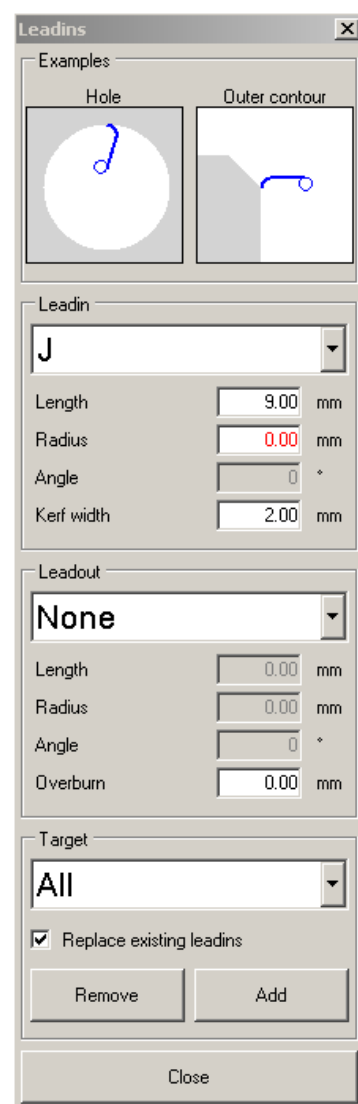 Leadins
Examples
Hole Outer contour
Leadin
J
Length 9.00 mm
Radius 0.00 mm
Angle 0 °
Kerf width 2.00 mm
Leadout
None
Length 0.00 mm
Radius 0.00 mm
Angle 0 °
Overburn 0.00 mm
Target
All
Replace existing leadins
Remove Add
Close